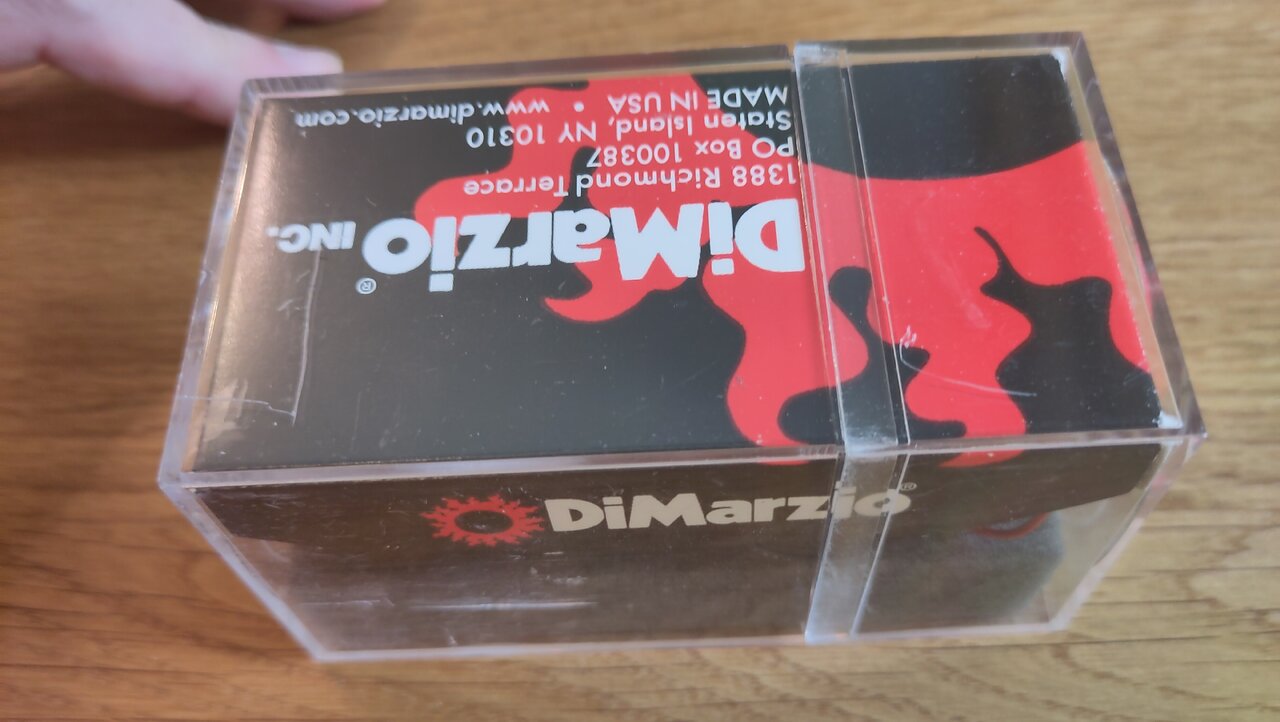 DiMarzio® INC.
1388 Richmond Terrace
PO Box 100387
Staten Island, NY 10310
MADE IN USA • www.dimarzio.com
DiMarzio®